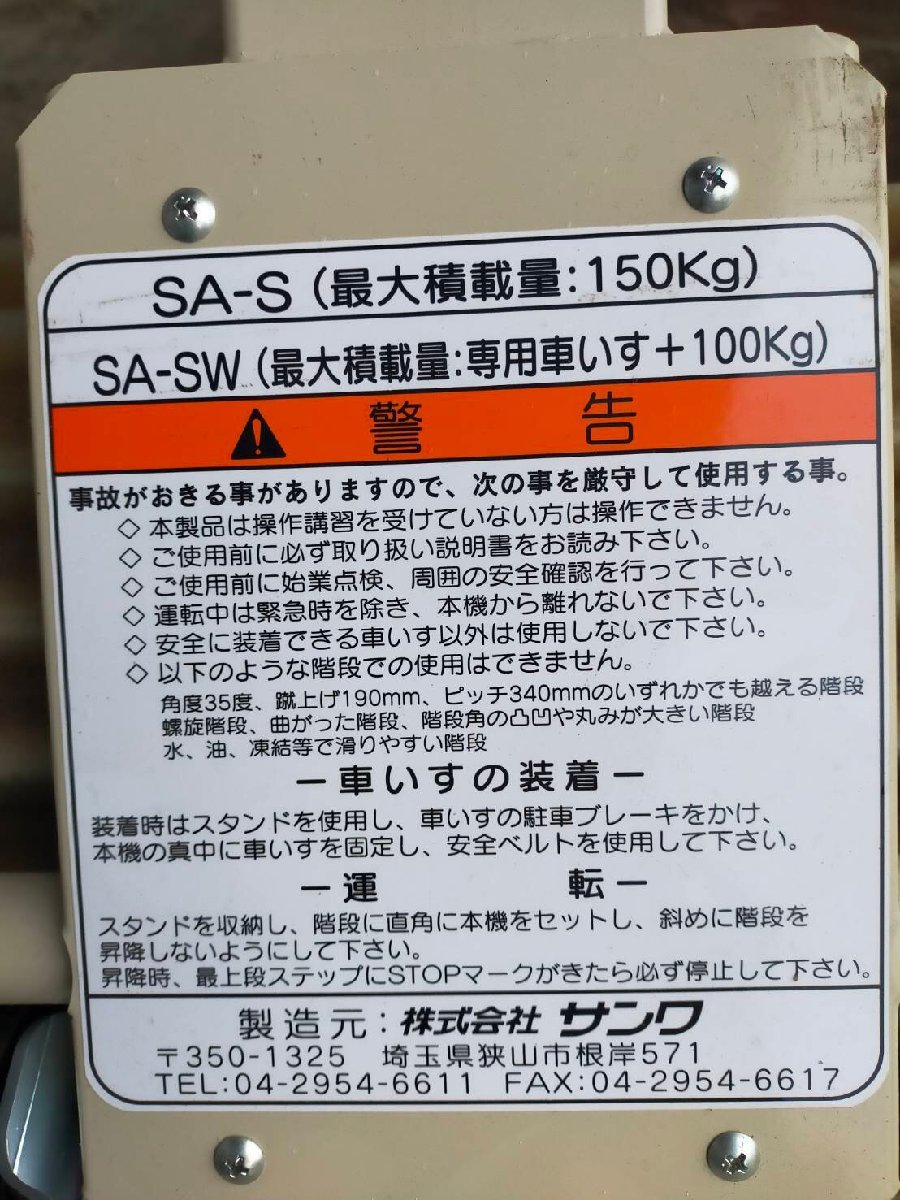 SA-S (最大積載量:150Kg)
SA-SW (最大積載量:専用車いす+100Kg)
警告
事故がおきる事がありますので、次の事を厳守して使用する事。
◇ 本製品は操作講習を受けていない方は操作できません。
◇ ご使用前に必ず取り扱い説明書をお読み下さい。
◇ ご使用前に始業点検、周囲の安全確認を行って下さい。
◇ 運転中は緊急時を除き、本機から離れないで下さい。
◇ 安全に装着できる車いす以外は使用しないで下さい。
◇ 以下のような階段での使用はできません。
角度35度、蹴上げ190mm、ピッチ340mmのいずれかでも越える階段
螺旋階段、曲がった階段、階段角の凸凹や丸みが大きい階段
水、油、凍結等で滑りやすい階段
ー車いすの装着ー
装着時はスタンドを使用し、車いすの駐車ブレーキをかけ、
本機の真中に車いすを固定し、安全ベルトを使用して下さい。
ー運転ー
スタンドを収納し、階段に直角に本機をセットし、斜めに階段を
昇降しないようにして下さい。
昇降時、最上段ステップにSTOPマークがきたら必ず停止して下さい。
製造元:株式会社 サンワ
〒350-1325 埼玉県狭山市根岸571
TEL:04-2954-6611 FAX:04-2954-6617